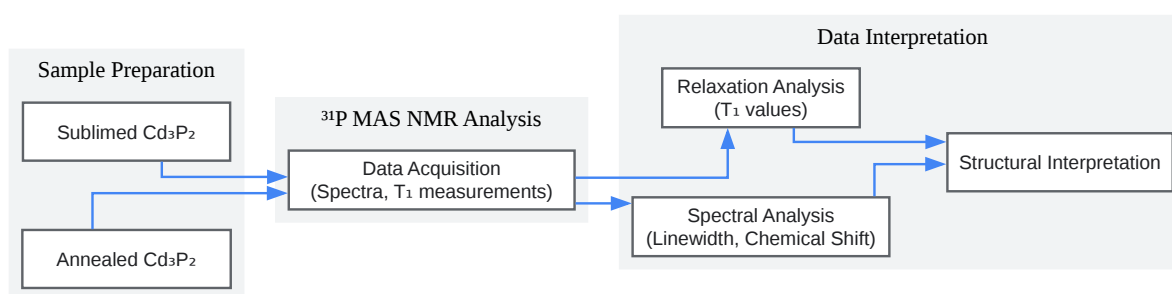 Sample Preparation
Sublimed Cd₃P₂
Annealed Cd₃P₂
³¹P MAS NMR Analysis
Data Acquisition
(Spectra, T₁ measurements)
Data Interpretation
Relaxation Analysis
(T₁ values)
Spectral Analysis
(Linewidth, Chemical Shift)
Structural Interpretation